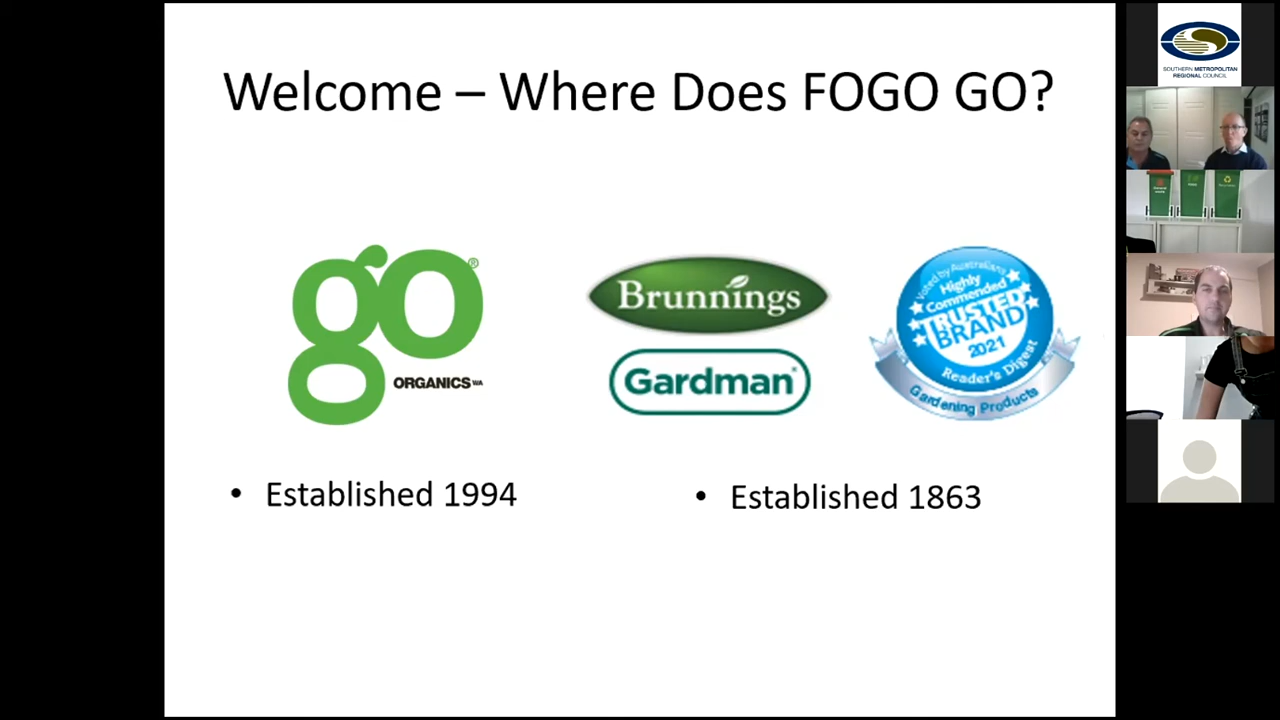 Welcome – Where Does FOGO GO?
go®
ORGANICS WA
Brunnings
Gardman®
Voted by Australians
Highly
Commended
TRUSTED
BRAND
2021
Reader's Digest
Gardening Products
• Established 1994
• Established 1863
SOUTHERN METROPOLITAN
REGIONAL COUNCIL